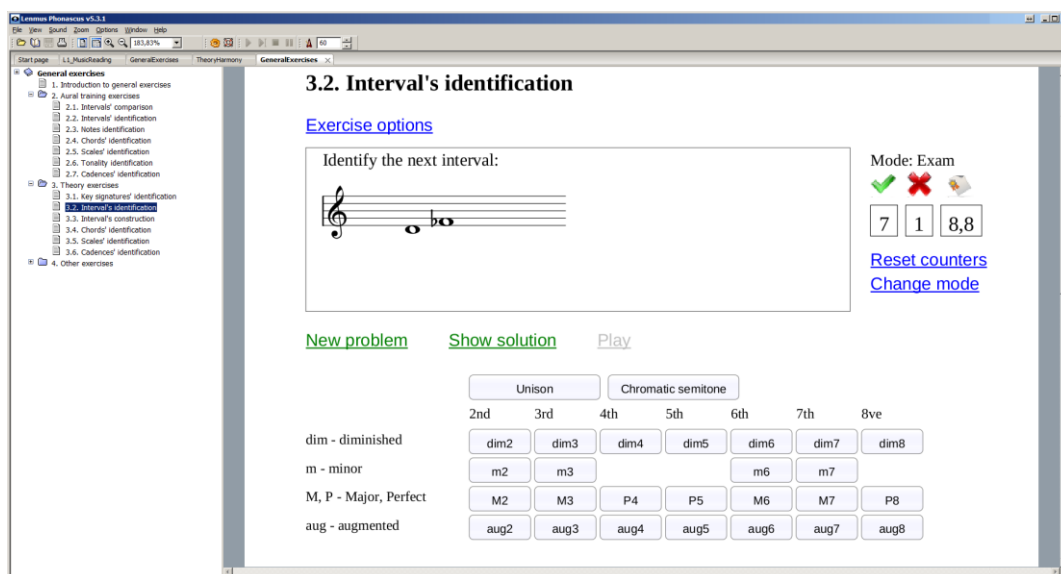 Lenmus Phonascus v5.3.1
File View Sound Zoom Options Window Help
183,83%
60
Start page
L1_MusicReading
GeneralExercises
TheoryHarmony
GeneralExercises
General exercises
1. Introduction to general exercises
2. Aural training exercises
2.1. Intervals' comparison
2.2. Intervals' identification
2.3. Notes identification
2.4. Chords' identification
2.5. Scales' identification
2.6. Tonality identification
2.7. Cadences' identification
3. Theory exercises
3.1. Key signatures' identification
3.2. Interval's identification
3.3. Interval's construction
3.4. Chords' identification
3.5. Scales' identification
3.6. Cadences' identification
4. Other exercises
3.2. Interval's identification
Exercise options
Identify the next interval:
Mode: Exam
7 1 8,8
Reset counters
Change mode
New problem Show solution Play
Unison Chromatic semitone
2nd 3rd 4th 5th 6th 7th 8ve
dim - diminished dim2 dim3 dim4 dim5 dim6 dim7 dim8
m - minor m2 m3 m6 m7
M, P - Major, Perfect M2 M3 P4 P5 M6 M7 P8
aug - augmented aug2 aug3 aug4 aug5 aug6 aug7 aug8